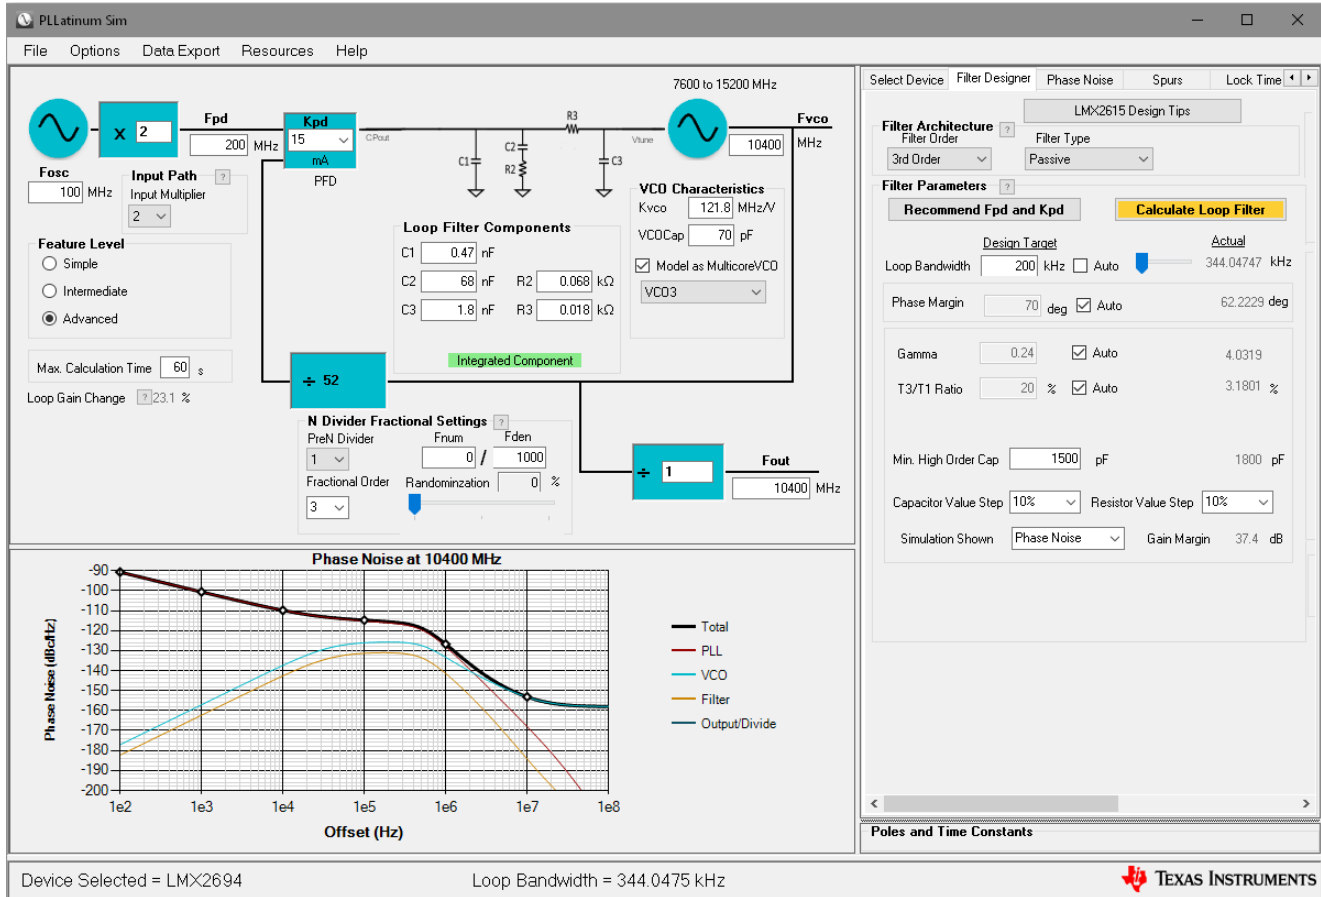 PLLatinum Sim
File Options Data Export Resources Help
7600 to 15200 MHz
x 2
Fpd
200 MHz
Kpd
15
mA
PFD
CPout
C1
C2
R2
R3
C3
Vtune
Fvco
10400 MHz
Fosc
100 MHz
Input Path ?
Input Multiplier
2
Feature Level
Simple
Intermediate
Advanced
Max. Calculation Time 60 s
Loop Gain Change ? 23.1 %
Loop Filter Components
C1 0.47 nF
C2 68 nF R2 0.068 kΩ
C3 1.8 nF R3 0.018 kΩ
Integrated Component
VCO Characteristics
Kvco 121.8 MHz/V
VCOCap 70 pF
Model as MulticoreVCO
VCO3
÷ 52
N Divider Fractional Settings ?
PreN Divider Fnum Fden
1 0 / 1000
Fractional Order Randominzation 0 %
3
÷ 1
Fout
10400 MHz
Phase Noise at 10400 MHz
Phase Noise (dBc/Hz)
-90
-100
-110
-120
-130
-140
-150
-160
-170
-180
-190
-200
1e2 1e3 1e4 1e5 1e6 1e7 1e8
Offset (Hz)
Total
PLL
VCO
Filter
Output/Divide
Select Device Filter Designer Phase Noise Spurs Lock Time
LMX2615 Design Tips
Filter Architecture ?
Filter Order Filter Type
3rd Order Passive
Filter Parameters ?
Recommend Fpd and Kpd Calculate Loop Filter
Design Target Actual
Loop Bandwidth 200 kHz Auto 344.04747 kHz
Phase Margin 70 deg Auto 62.2229 deg
Gamma 0.24 Auto 4.0319
T3/T1 Ratio 20 % Auto 3.1801 %
Min. High Order Cap 1500 pF 1800 pF
Capacitor Value Step 10% Resistor Value Step 10%
Simulation Shown Phase Noise Gain Margin 37.4 dB
Poles and Time Constants
Device Selected = LMX2694 Loop Bandwidth = 344.0475 kHz
TEXAS INSTRUMENTS